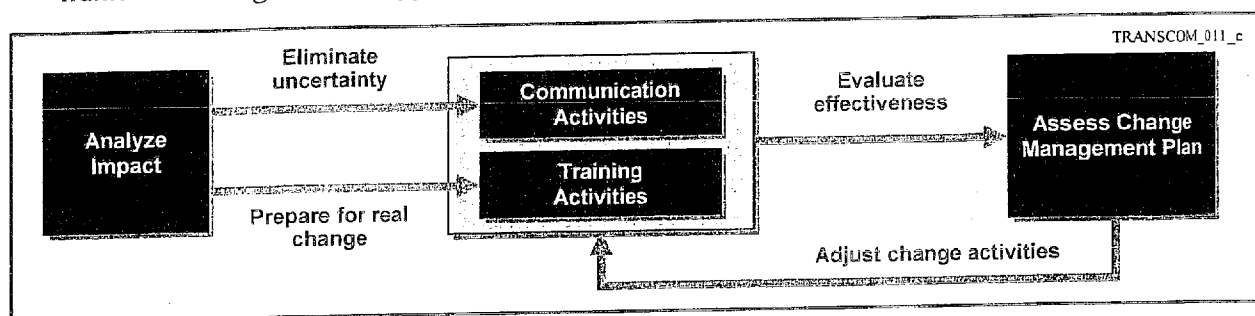 TRANSCOM_011_c
Eliminate
uncertainty
Analyze
Impact
Prepare for real
change
Communication
Activities
Training
Activities
Evaluate
effectiveness
Assess Change
Management Plan
Adjust change activities